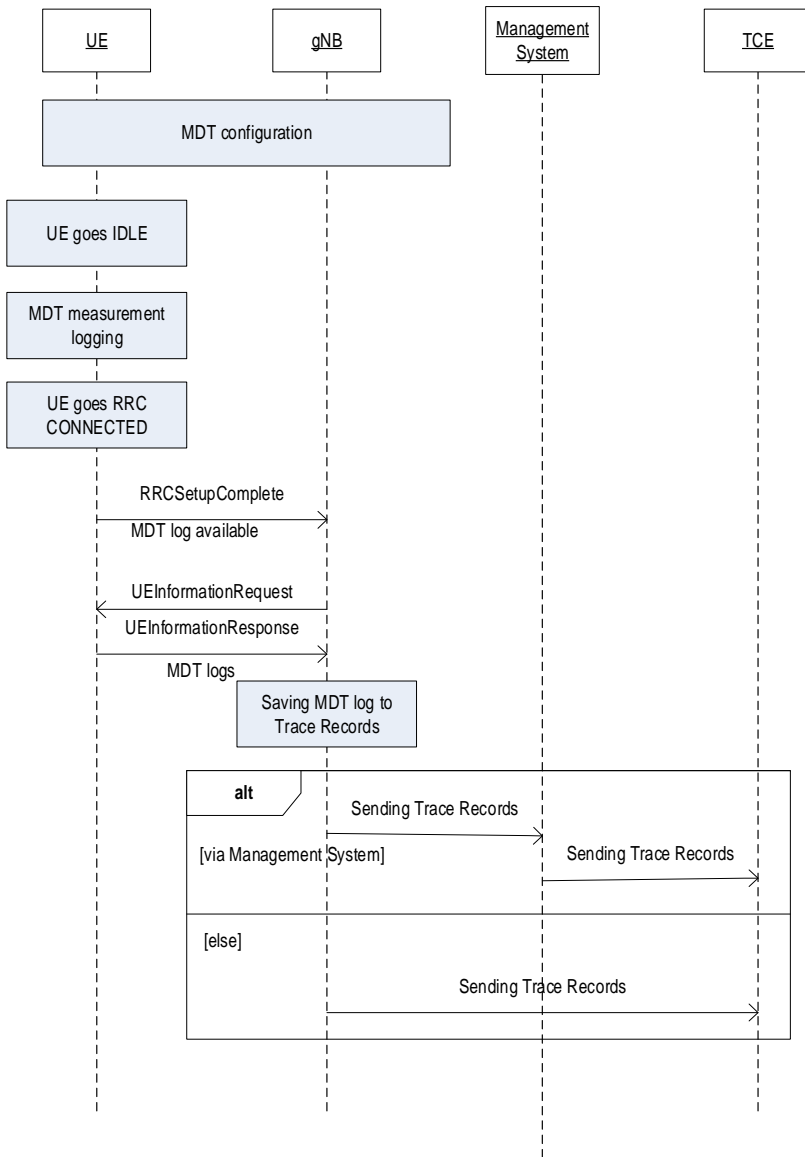 UE
gNB
Management
System
TCE
MDT configuration
UE goes IDLE
MDT measurement
logging
UE goes RRC
CONNECTED
RRCSetupComplete
MDT log available
UEInformationRequest
UEInformationResponse
MDT logs
Saving MDT log to
Trace Records
alt
Sending Trace Records
[via Management System]
Sending Trace Records
[else]
Sending Trace Records